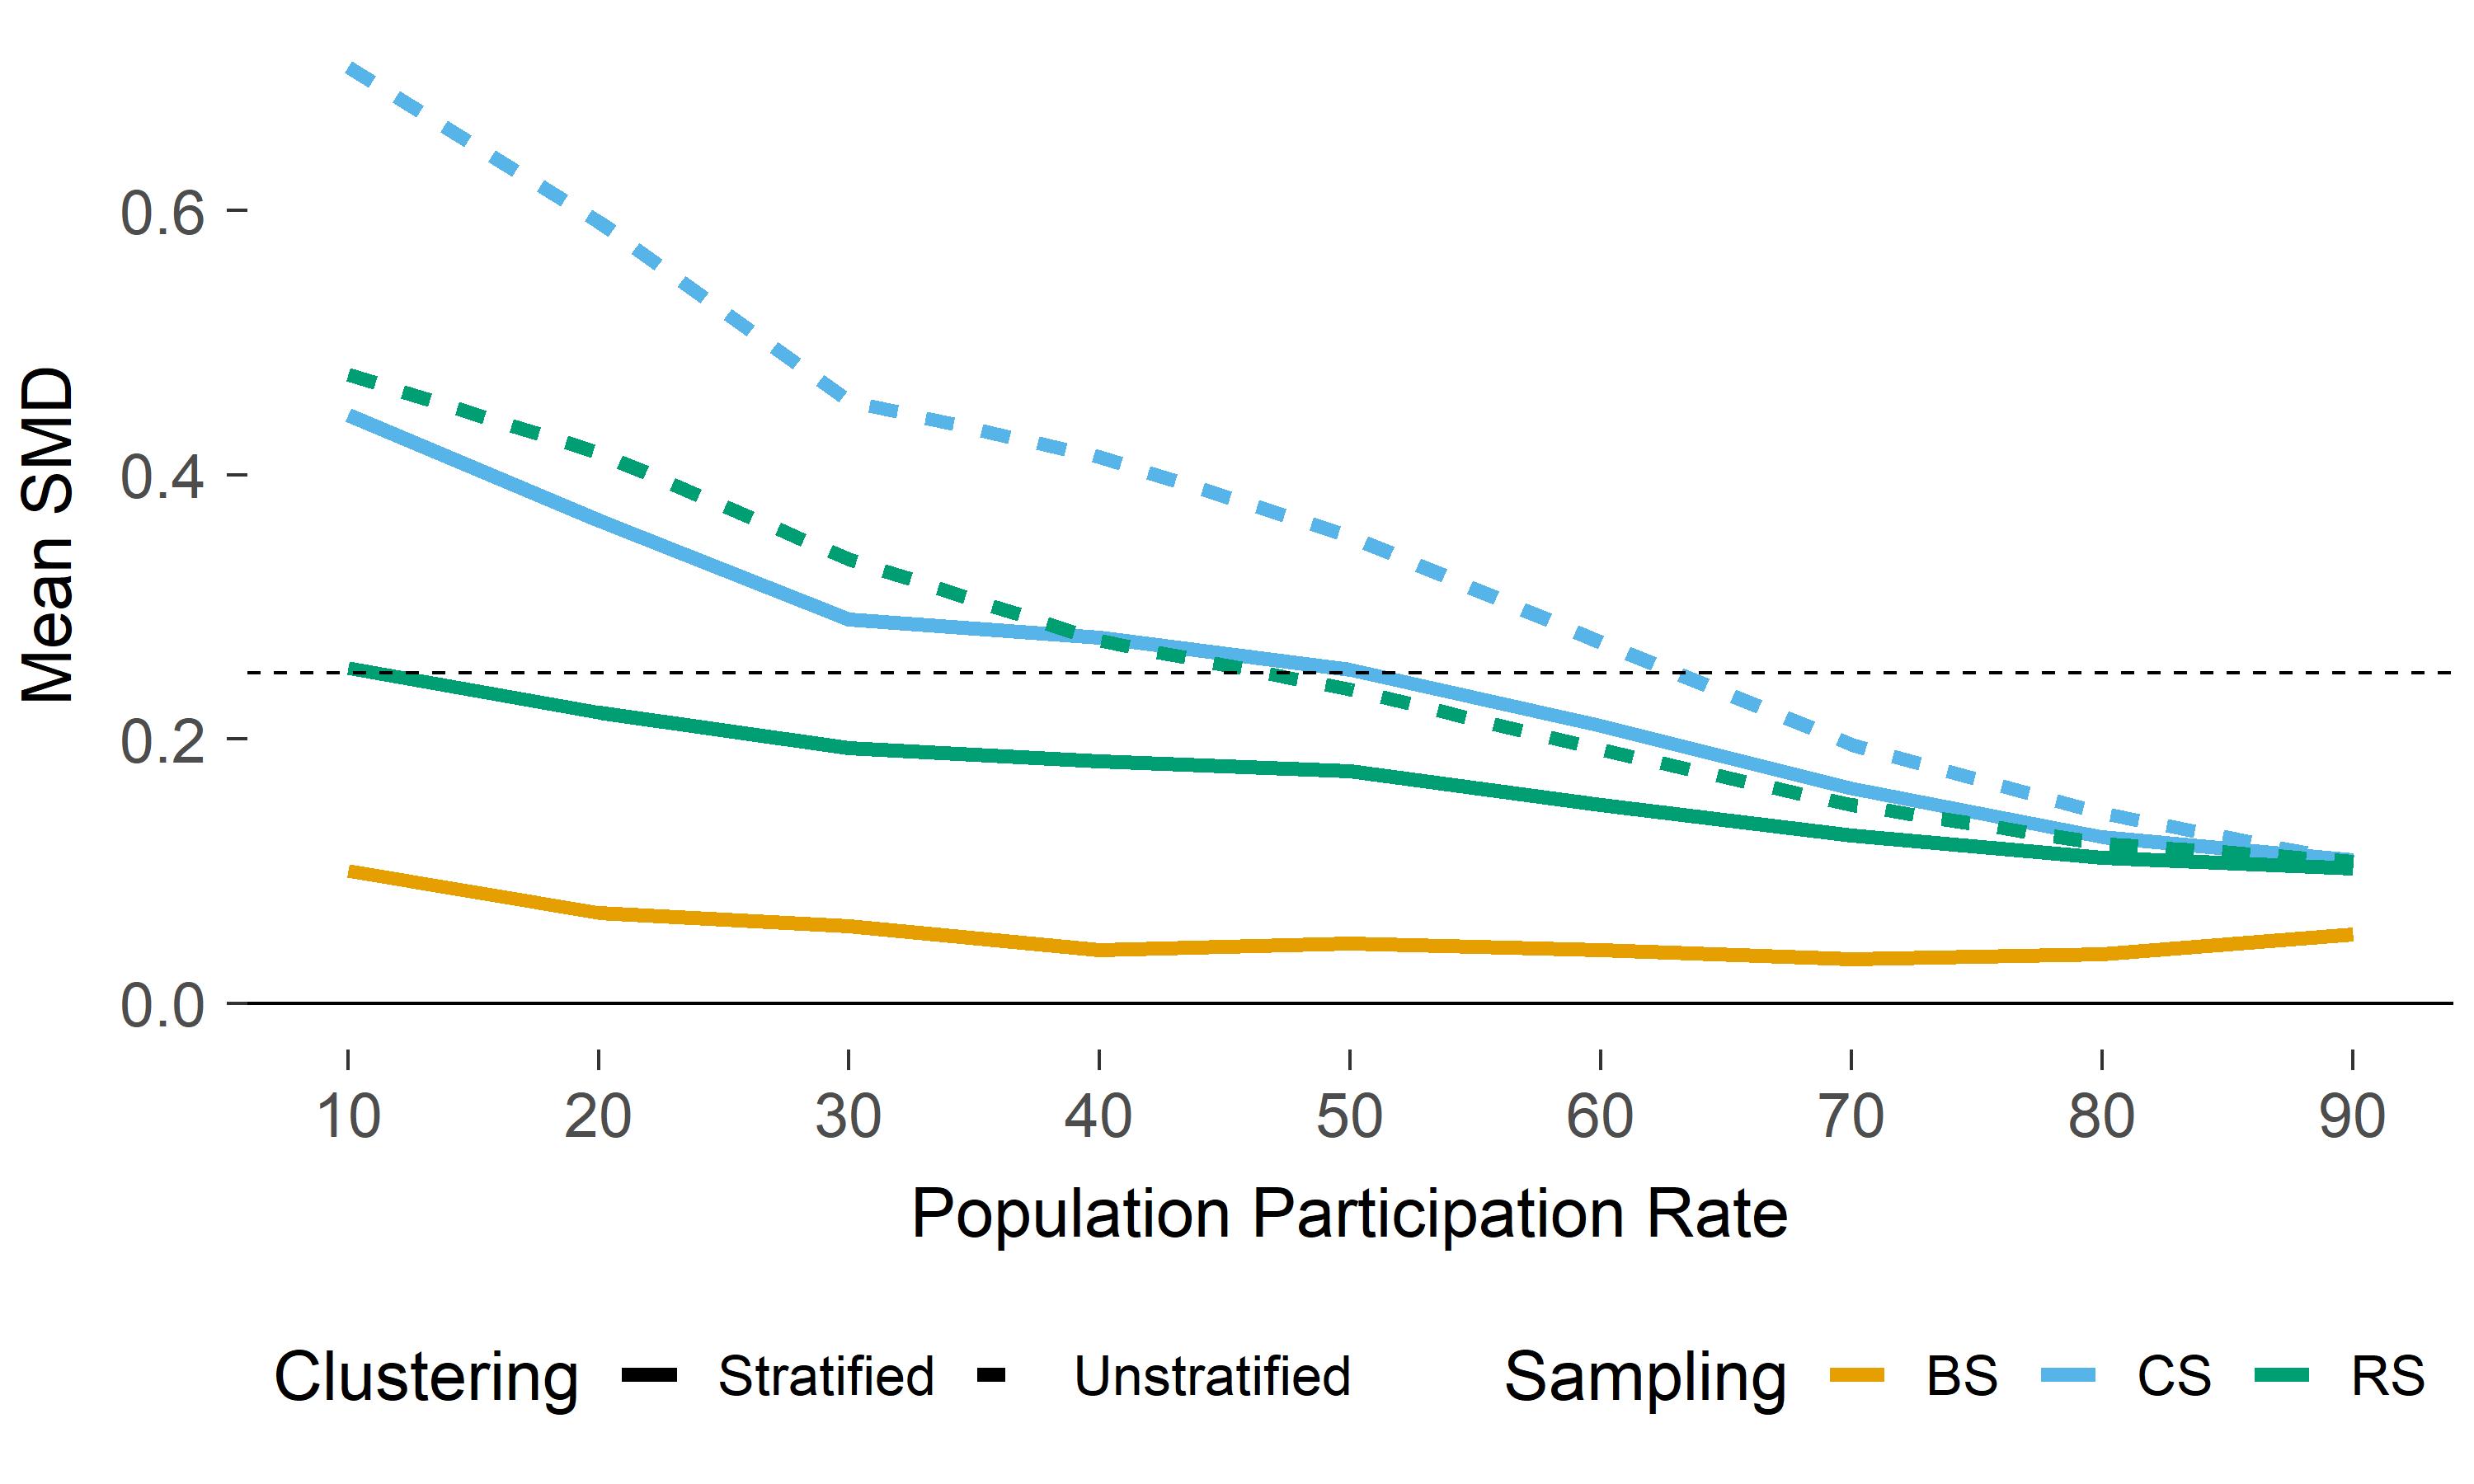 Mean SMD
0.6
0.4
0.2
0.0
10 20 30 40 50 60 70 80 90
Population Participation Rate
Clustering Stratified Unstratified Sampling BS CS RS